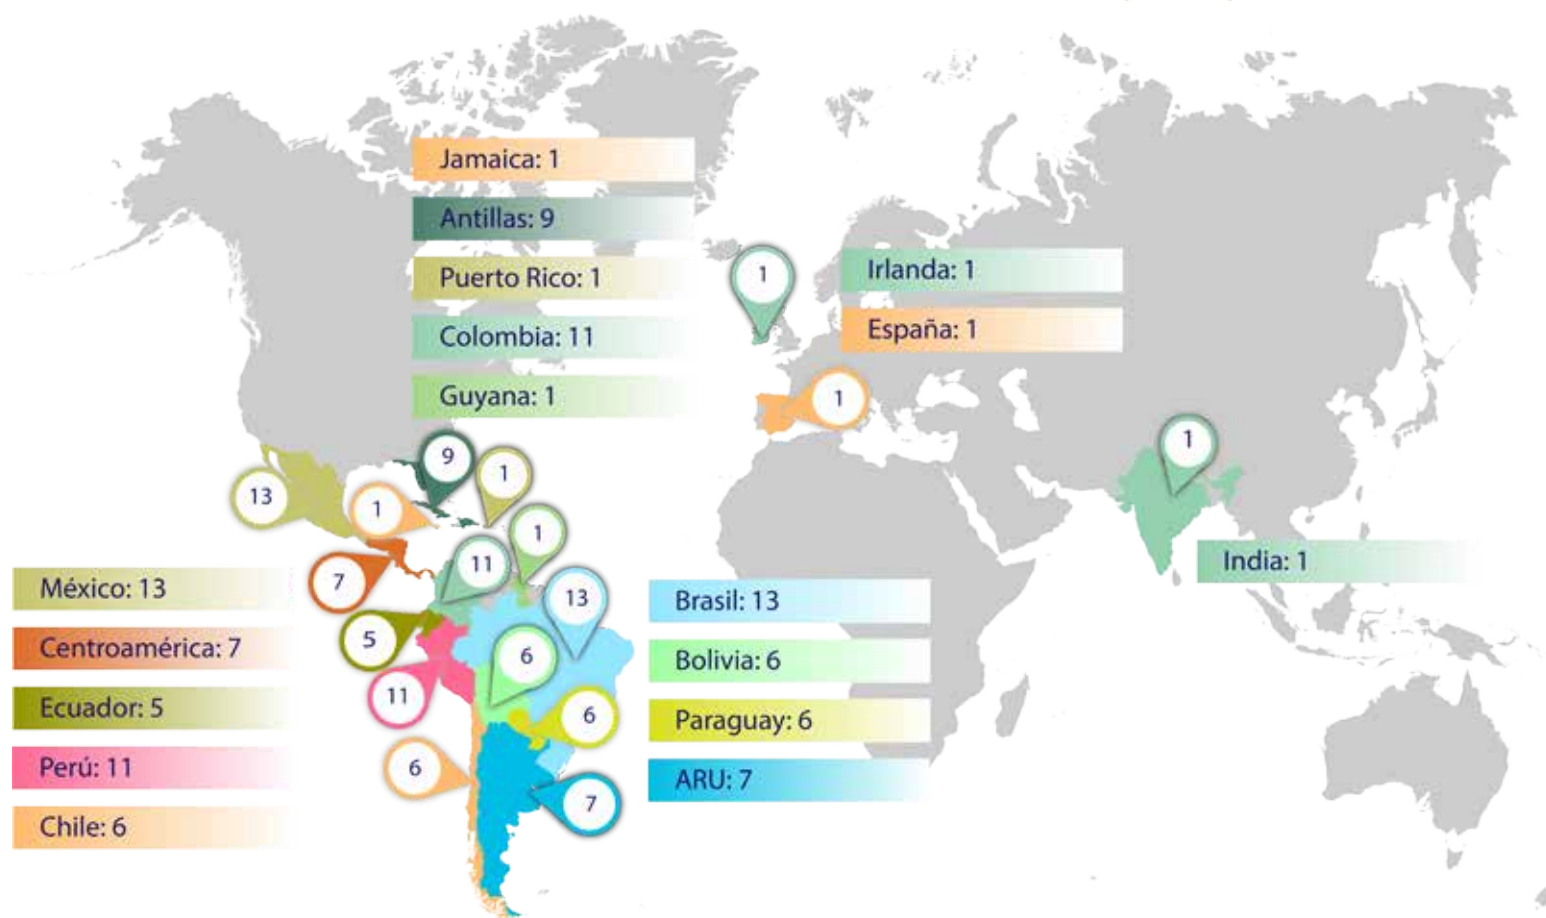 Jamaica: 1
Antillas: 9
Puerto Rico: 1
Colombia: 11
Guyana: 1
Irlanda: 1
España: 1
1
1
1
9
1
13
1
1
11
7
13
5
6
11
6
6
7
India: 1
México: 13
Centroamérica: 7
Ecuador: 5
Perú: 11
Chile: 6
Brasil: 13
Bolivia: 6
Paraguay: 6
ARU: 7